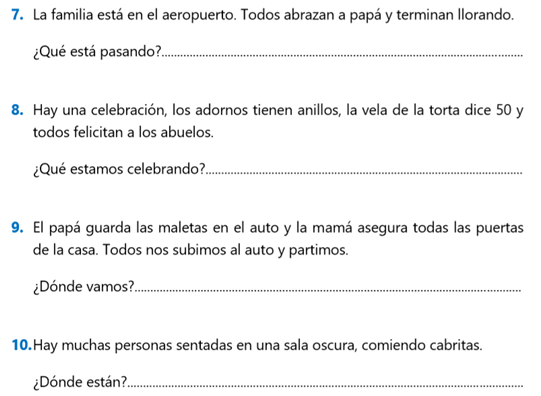 7. La familia está en el aeropuerto. Todos abrazan a papá y terminan llorando.
¿Qué está pasando?..........................................................................................
8. Hay una celebración, los adornos tienen anillos, la vela de la torta dice 50 y
todos felicitan a los abuelos.
¿Qué estamos celebrando?................................................................................
9. El papá guarda las maletas en el auto y la mamá asegura todas las puertas
de la casa. Todos nos subimos al auto y partimos.
¿Dónde vamos?.................................................................................................
10. Hay muchas personas sentadas en una sala oscura, comiendo cabritas.
¿Dónde están?...................................................................................................